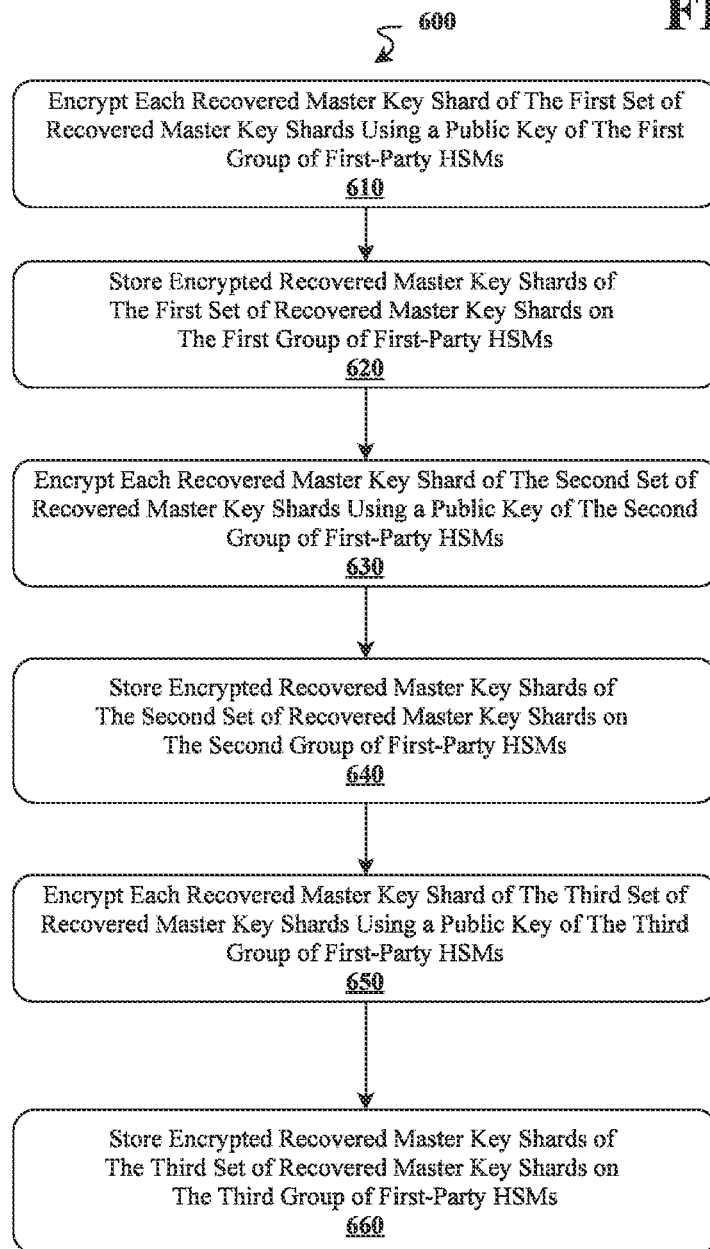 600
Encrypt Each Recovered Master Key Shard of The First Set of
Recovered Master Key Shards Using a Public Key of The First
Group of First-Party HSMs
610
Store Encrypted Recovered Master Key Shards of
The First Set of Recovered Master Key Shards on
The First Group of First-Party HSMs
620
Encrypt Each Recovered Master Key Shard of The Second Set of
Recovered Master Key Shards Using a Public Key of The Second
Group of First-Party HSMs
630
Store Encrypted Recovered Master Key Shards of
The Second Set of Recovered Master Key Shards on
The Second Group of First-Party HSMs
640
Encrypt Each Recovered Master Key Shard of The Third Set of
Recovered Master Key Shards Using a Public Key of The Third
Group of First-Party HSMs
650
Store Encrypted Recovered Master Key Shards of
The Third Set of Recovered Master Key Shards on
The Third Group of First-Party HSMs
660